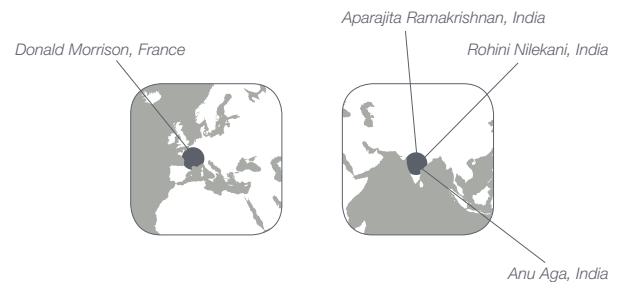 Aparajita Ramakrishnan, India
Donald Morrison, France
Rohini Nilekani, India
Anu Aga, India